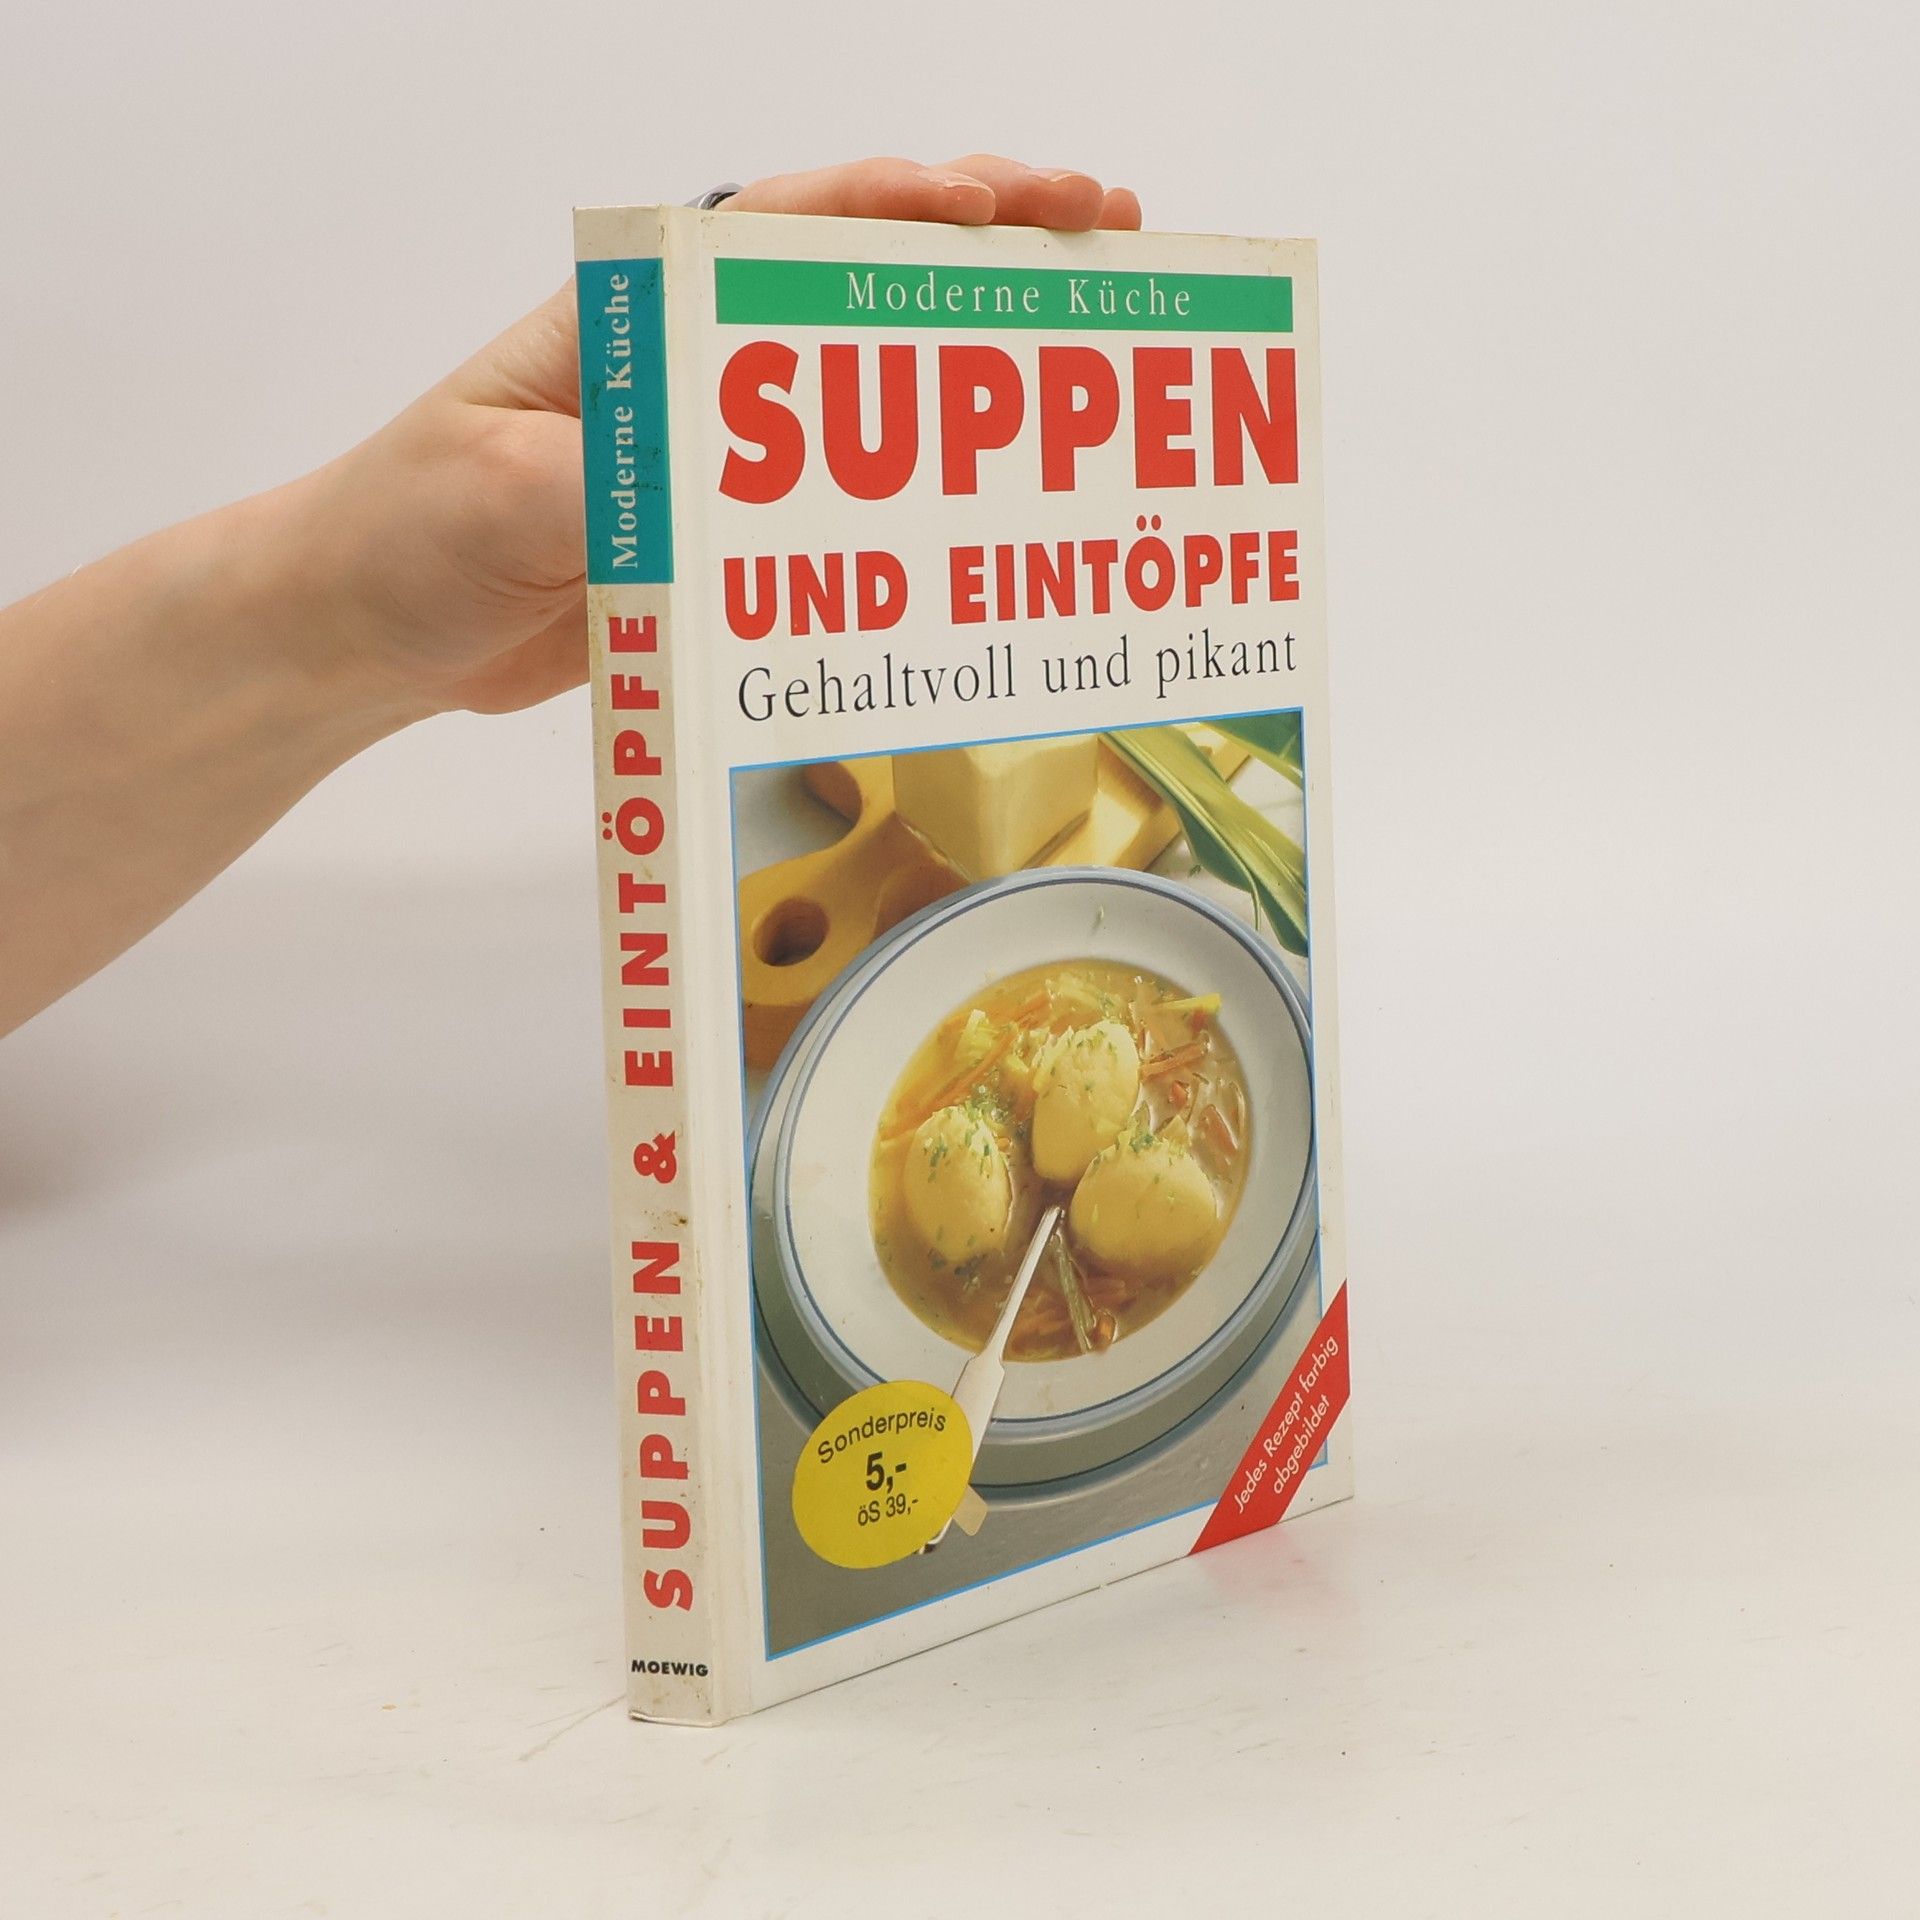 Moderne Küche
SUPPEN & EINTÖPFE
MOEWIG
Moderne Küche
SUPPEN
UND EINTÖPFE
Gehaltvoll und pikant
Sonderpreis
5,-
öS 39,-
Jedes Rezept farbig
abgebildet